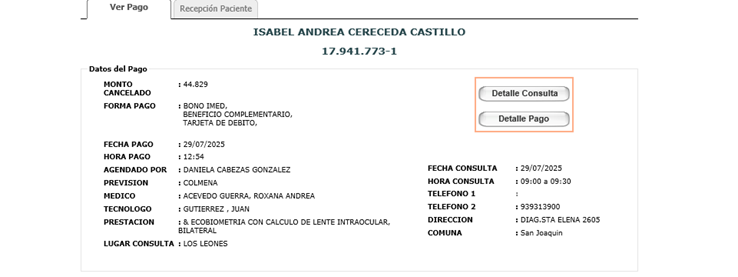 Ver Pago
Recepción Paciente
ISABEL ANDREA CERECEDA CASTILLO
17.941.773-1
Datos del Pago
MONTO CANCELADO : 44.829
FORMA PAGO : BONO IMED,
BENEFICIO COMPLEMENTARIO,
TARJETA DE DEBITO,
Detalle Consulta
Detalle Pago
FECHA PAGO : 29/07/2025
HORA PAGO : 12:54
AGENDADO POR : DANIELA CABEZAS GONZALEZ
PREVISION : COLMENA
MEDICO : ACEVEDO GUERRA, ROXANA ANDREA
TECNOLOGO : GUTIERREZ , JUAN
PRESTACION : & ECOBIOMETRIA CON CALCULO DE LENTE INTRAOCULAR,
BILATERAL
LUGAR CONSULTA : LOS LEONES
FECHA CONSULTA : 29/07/2025
HORA CONSULTA : 09:00 a 09:30
TELEFONO 1 :
TELEFONO 2 : 939313900
DIRECCION : DIAG.STA ELENA 2605
COMUNA : San Joaquin